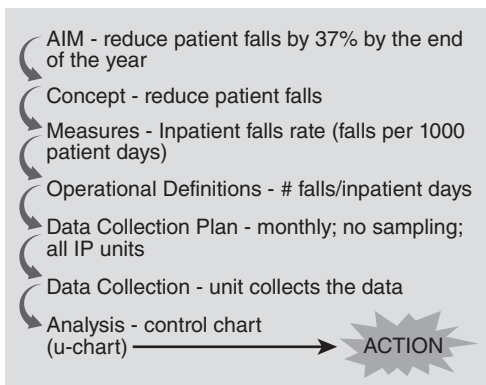 AIM - reduce patient falls by 37% by the end
of the year
Concept - reduce patient falls
Measures - Inpatient falls rate (falls per 1000
patient days)
Operational Definitions - # falls/inpatient days
Data Collection Plan - monthly; no sampling;
all IP units
Data Collection - unit collects the data
Analysis - control chart
(u-chart) ACTION